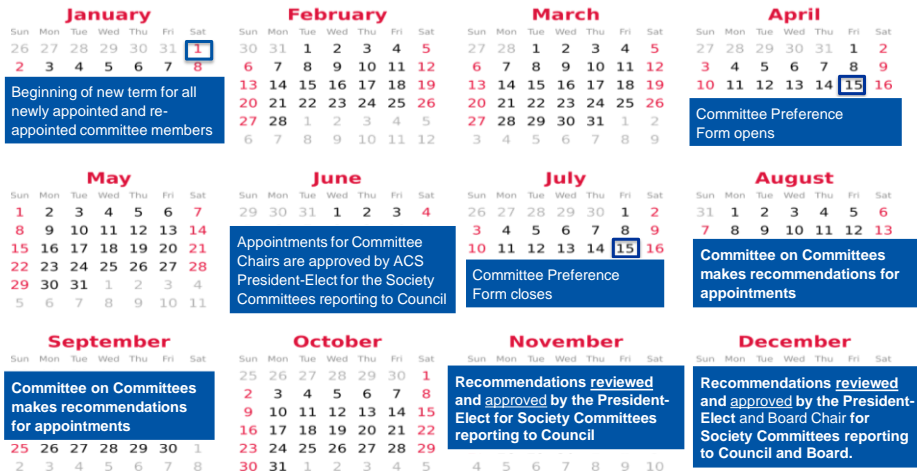 January February March April
Sun Mon Tue Wed Thu Fri Sat Sun Mon Tue Wed Thu Fri Sat Sun Mon Tue Wed Thu Fri Sat Sun Mon Tue Wed Thu Fri Sat
26 27 28 29 30 31 1 30 31 1 2 3 4 5 27 28 1 2 3 4 5 27 28 29 30 31 1 2
2 3 4 5 6 7 8 6 7 8 9 10 11 12 6 7 8 9 10 11 12 3 4 5 6 7 8 9
Beginning of new term for all
newly appointed and re-
appointed committee members
13 14 15 16 17 18 19
20 21 22 23 24 25 26
27 28 1 2 3 4 5
6 7 8 9 10 11 12
13 14 15 16 17 18 19
20 21 22 23 24 25 26
27 28 29 30 31 1 2
3 4 5 6 7 8 9
10 11 12 13 14 15 16
Committee Preference
Form opens
May June July August
Sun Mon Tue Wed Thu Fri Sat Sun Mon Tue Wed Thu Fri Sat Sun Mon Tue Wed Thu Fri Sat Sun Mon Tue Wed Thu Fri Sat
1 2 3 4 5 6 7 29 30 31 1 2 3 4 26 27 28 29 30 1 2 31 1 2 3 4 5 6
8 9 10 11 12 13 14
15 16 17 18 19 20 21
22 23 24 25 26 27 28
29 30 31 1 2 3 4
5 6 7 8 9 10 11
Appointments for Committee
Chairs are approved by ACS
President-Elect for the Society
Committees reporting to Council
3 4 5 6 7 8 9
10 11 12 13 14 15 16
Committee Preference
Form closes
7 8 9 10 11 12 13
Committee on Committees
makes recommendations for
appointments
September October November December
Sun Mon Tue Wed Thu Fri Sat Sun Mon Tue Wed Thu Fri Sat Sun Mon Tue Wed Thu Fri Sat Sun Mon Tue Wed Thu Fri Sat
Committee on Committees
makes recommendations
for appointments
25 26 27 28 29 30 1
2 3 4 5 6 7 8
25 26 27 28 29 30 1
2 3 4 5 6 7 8
9 10 11 12 13 14 15
16 17 18 19 20 21 22
23 24 25 26 27 28 29
30 31 1 2 3 4 5
Recommendations reviewed
and approved by the President-
Elect for Society Committees
reporting to Council
4 5 6 7 8 9 10
Recommendations reviewed
and approved by the President-
Elect and Board Chair for
Society Committees reporting
to Council and Board.